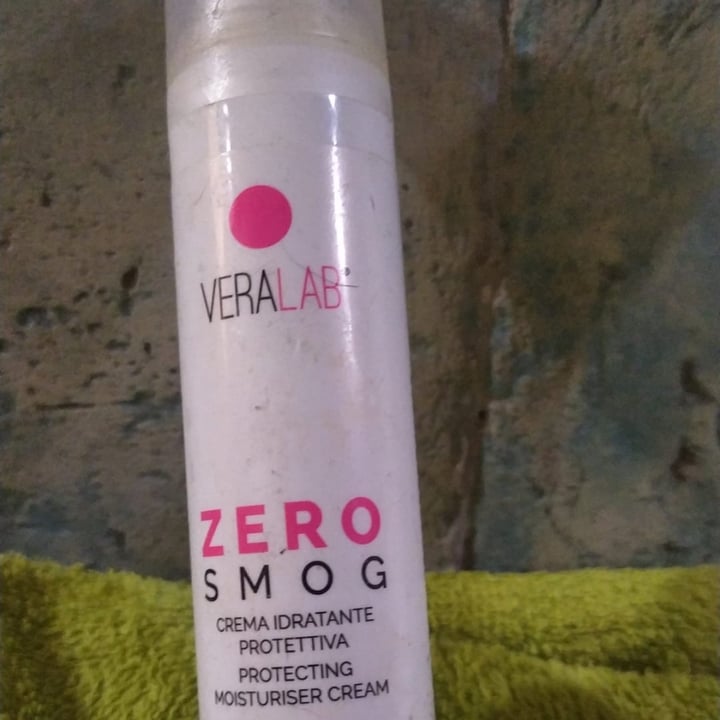 VERALAB®
ZERO
SMOG
CREMA IDRATANTE
PROTETTIVA
PROTECTING
MOISTURISER CREAM